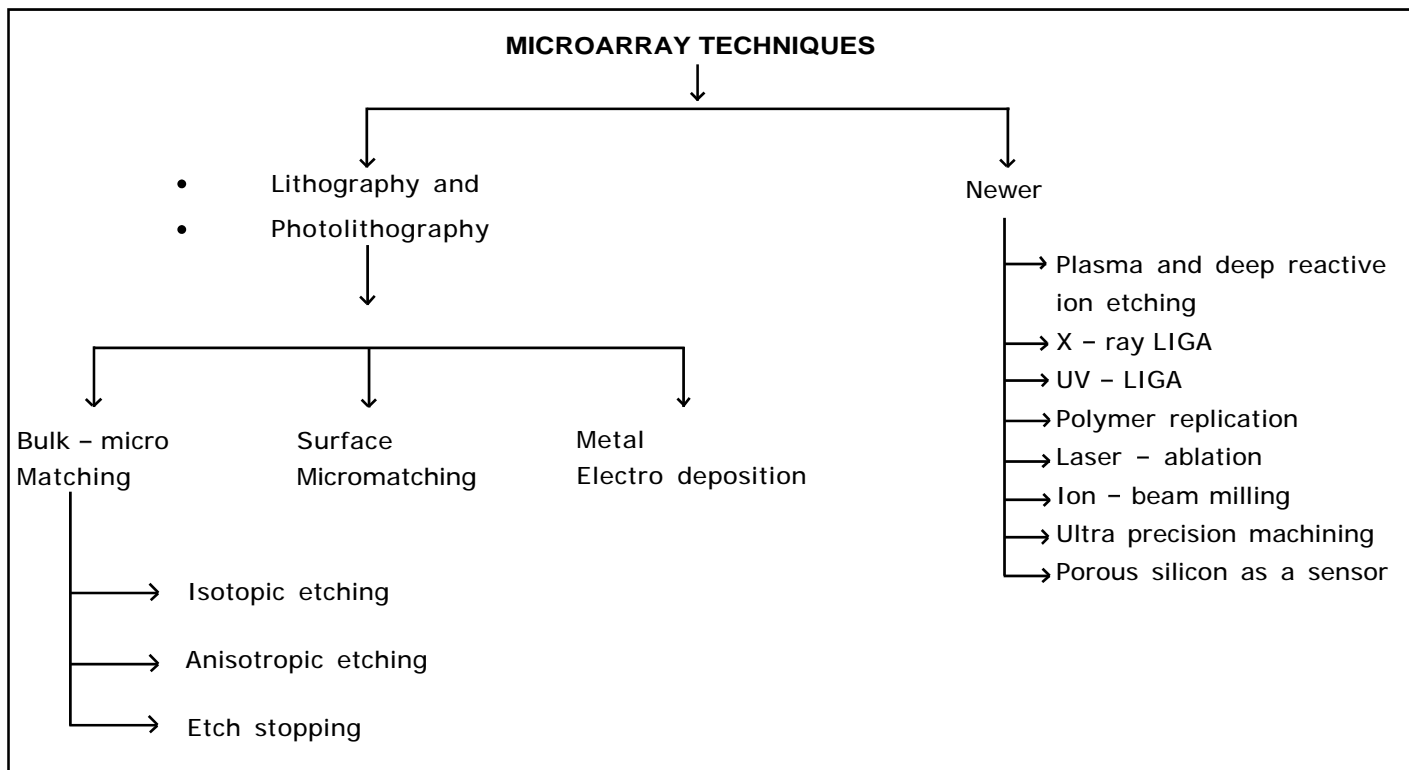 MICROARRAY TECHNIQUES
• Lithography and
• Photolithography
Bulk – micro
Matching
Surface
Micromatching
Metal
Electro deposition
Isotopic etching
Anisotropic etching
Etch stopping
Newer
Plasma and deep reactive
ion etching
X – ray LIGA
UV – LIGA
Polymer replication
Laser – ablation
Ion – beam milling
Ultra precision machining
Porous silicon as a sensor